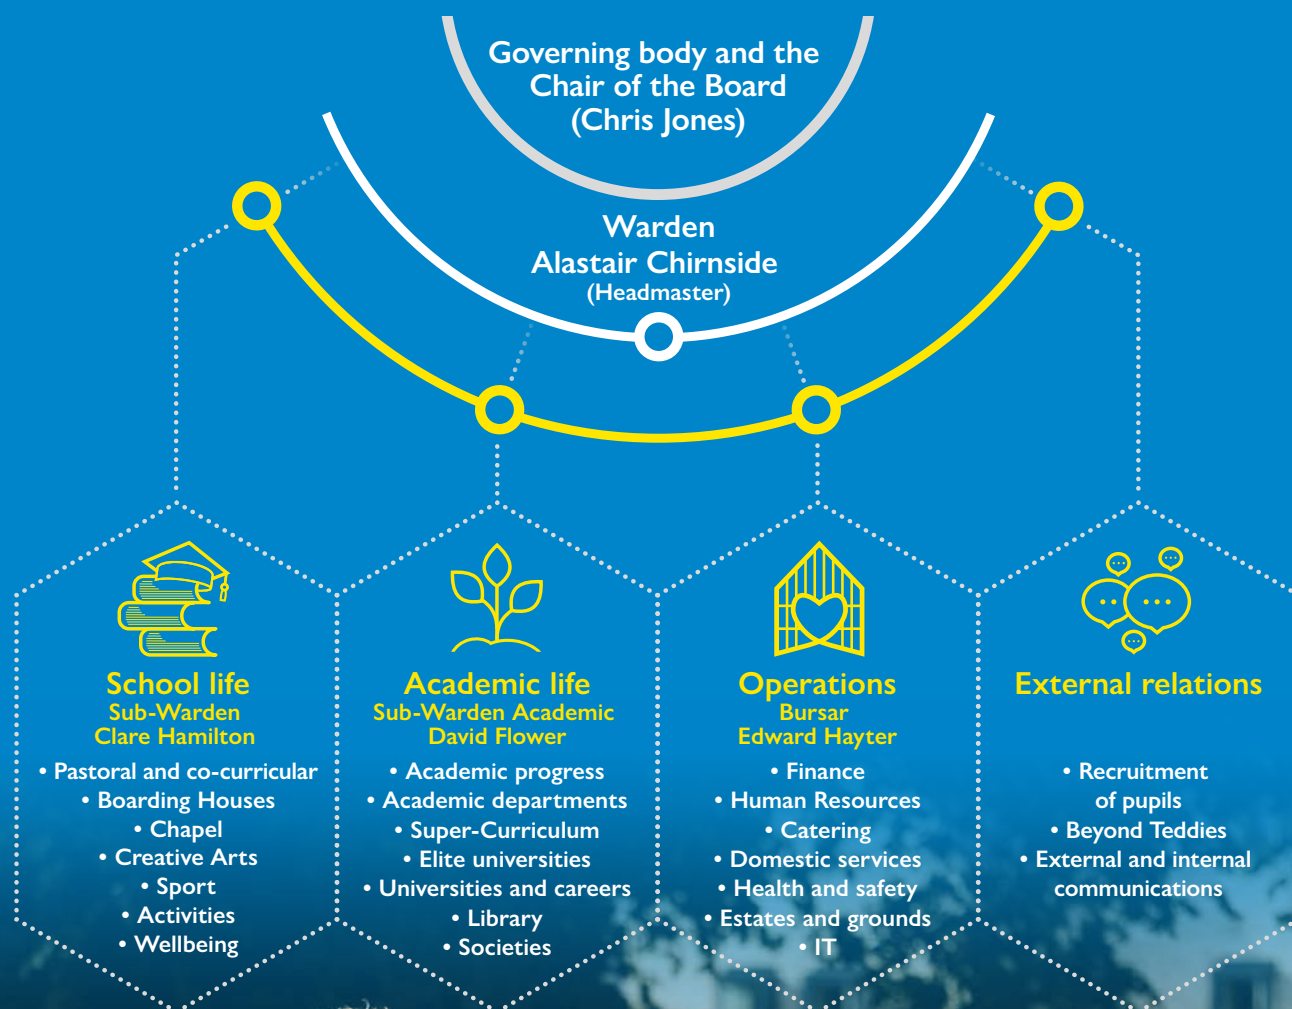 Governing body and the
Chair of the Board
(Chris Jones)
Warden
Alastair Chirnside
(Headmaster)
School life
Sub-Warden
Clare Hamilton
• Pastoral and co-curricular
• Boarding Houses
• Chapel
• Creative Arts
• Sport
• Activities
• Wellbeing
Academic life
Sub-Warden Academic
David Flower
• Academic progress
• Academic departments
• Super-Curriculum
• Elite universities
• Universities and careers
• Library
• Societies
Operations
Bursar
Edward Hayter
• Finance
• Human Resources
• Catering
• Domestic services
• Health and safety
• Estates and grounds
• IT
External relations
• Recruitment
of pupils
• Beyond Teddies
• External and internal
communications